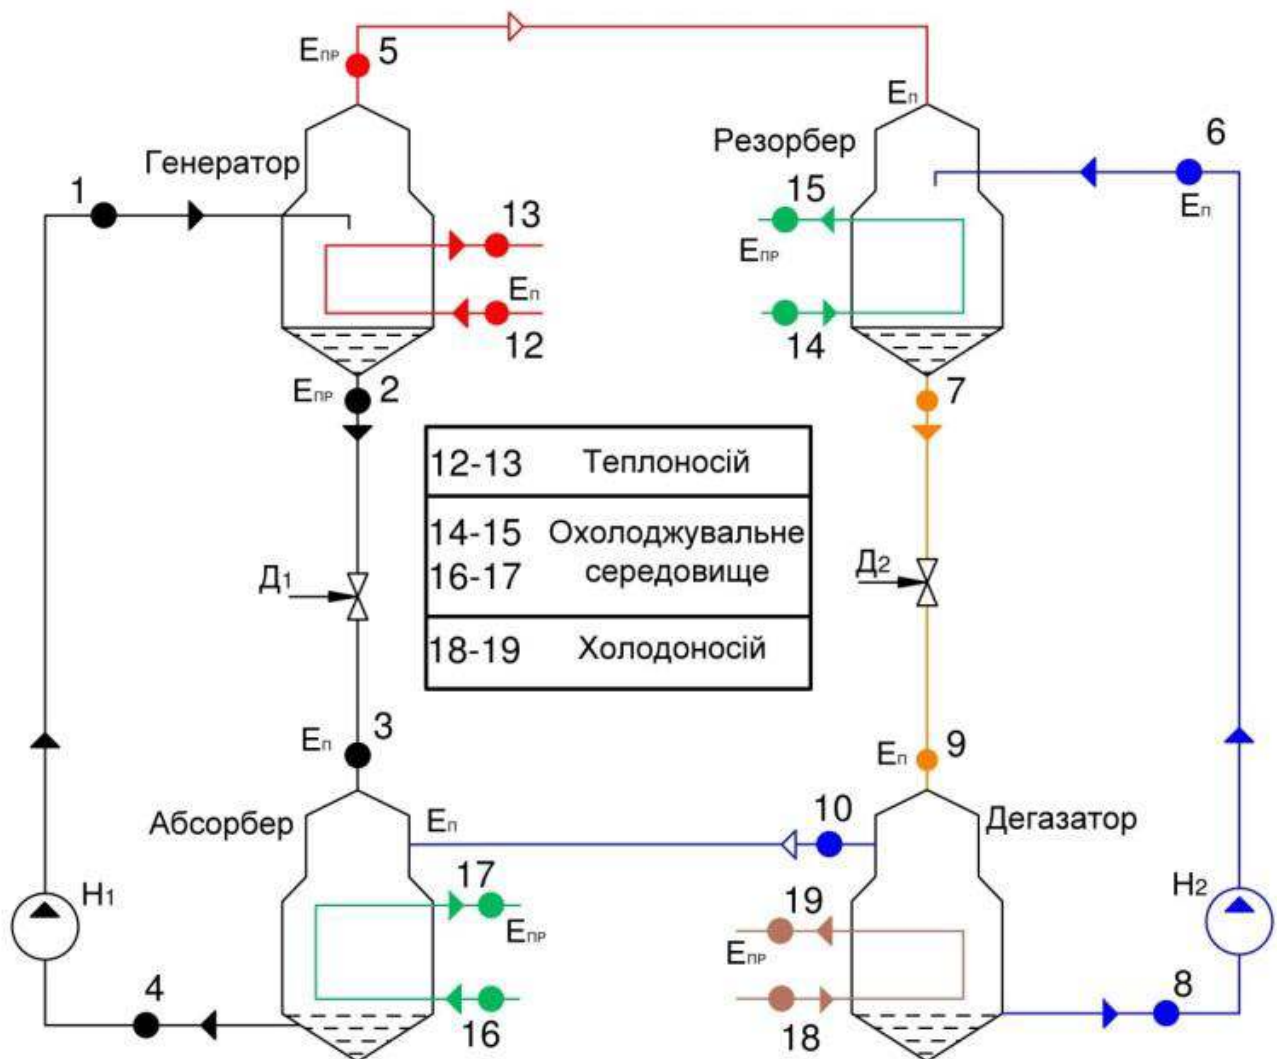 Eпр 5
Eп
Генератор
Резорбер
6
1
15
13
Eп
Eпр
Eп
12
14
Eпр 2
7
12-13 Теплоносій
14-15 Охолоджувальне
16-17 середовище
18-19 Холодоносій
Д1
Д2
Eп 3
Eп 9
Абсорбер
Eп
10
Дегазатор
H1
17
19
H2
Eпр
Eпр
4
16
18
8